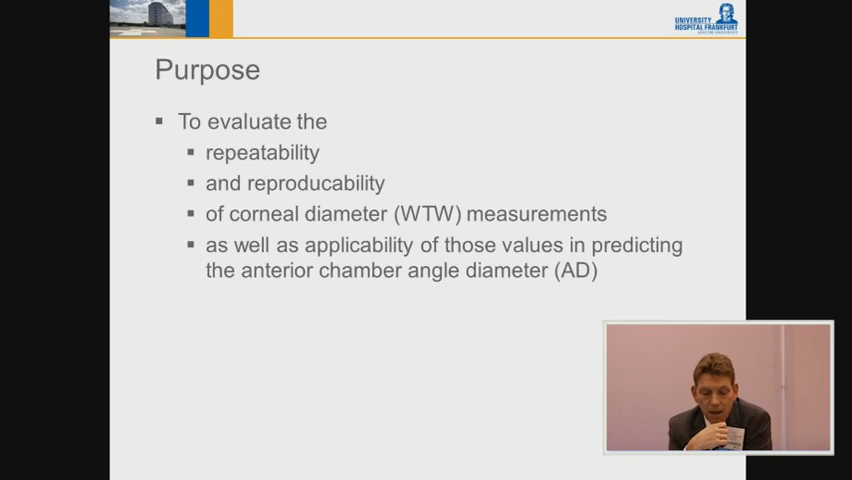 UNIVERSITY
HOSPITAL FRANKFURT
Purpose
▪ To evaluate the
▪ repeatability
▪ and reproducability
▪ of corneal diameter (WTW) measurements
▪ as well as applicability of those values in predicting
the anterior chamber angle diameter (AD)